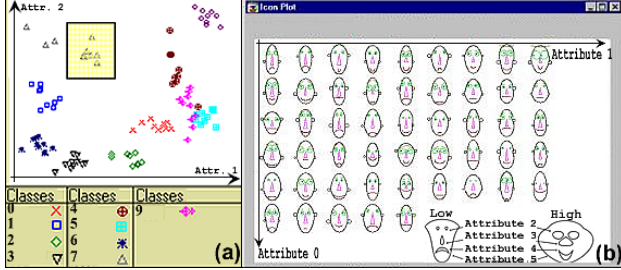 Attr. 2
Attr. 1
Classes Classes Classes
0 4 9
1 5
2 6
3 7
(a)
Icon Plot
Attribute 1
Attribute 0
Low High
Attribute 2
Attribute 3
Attribute 4
Attribute 5
(b)